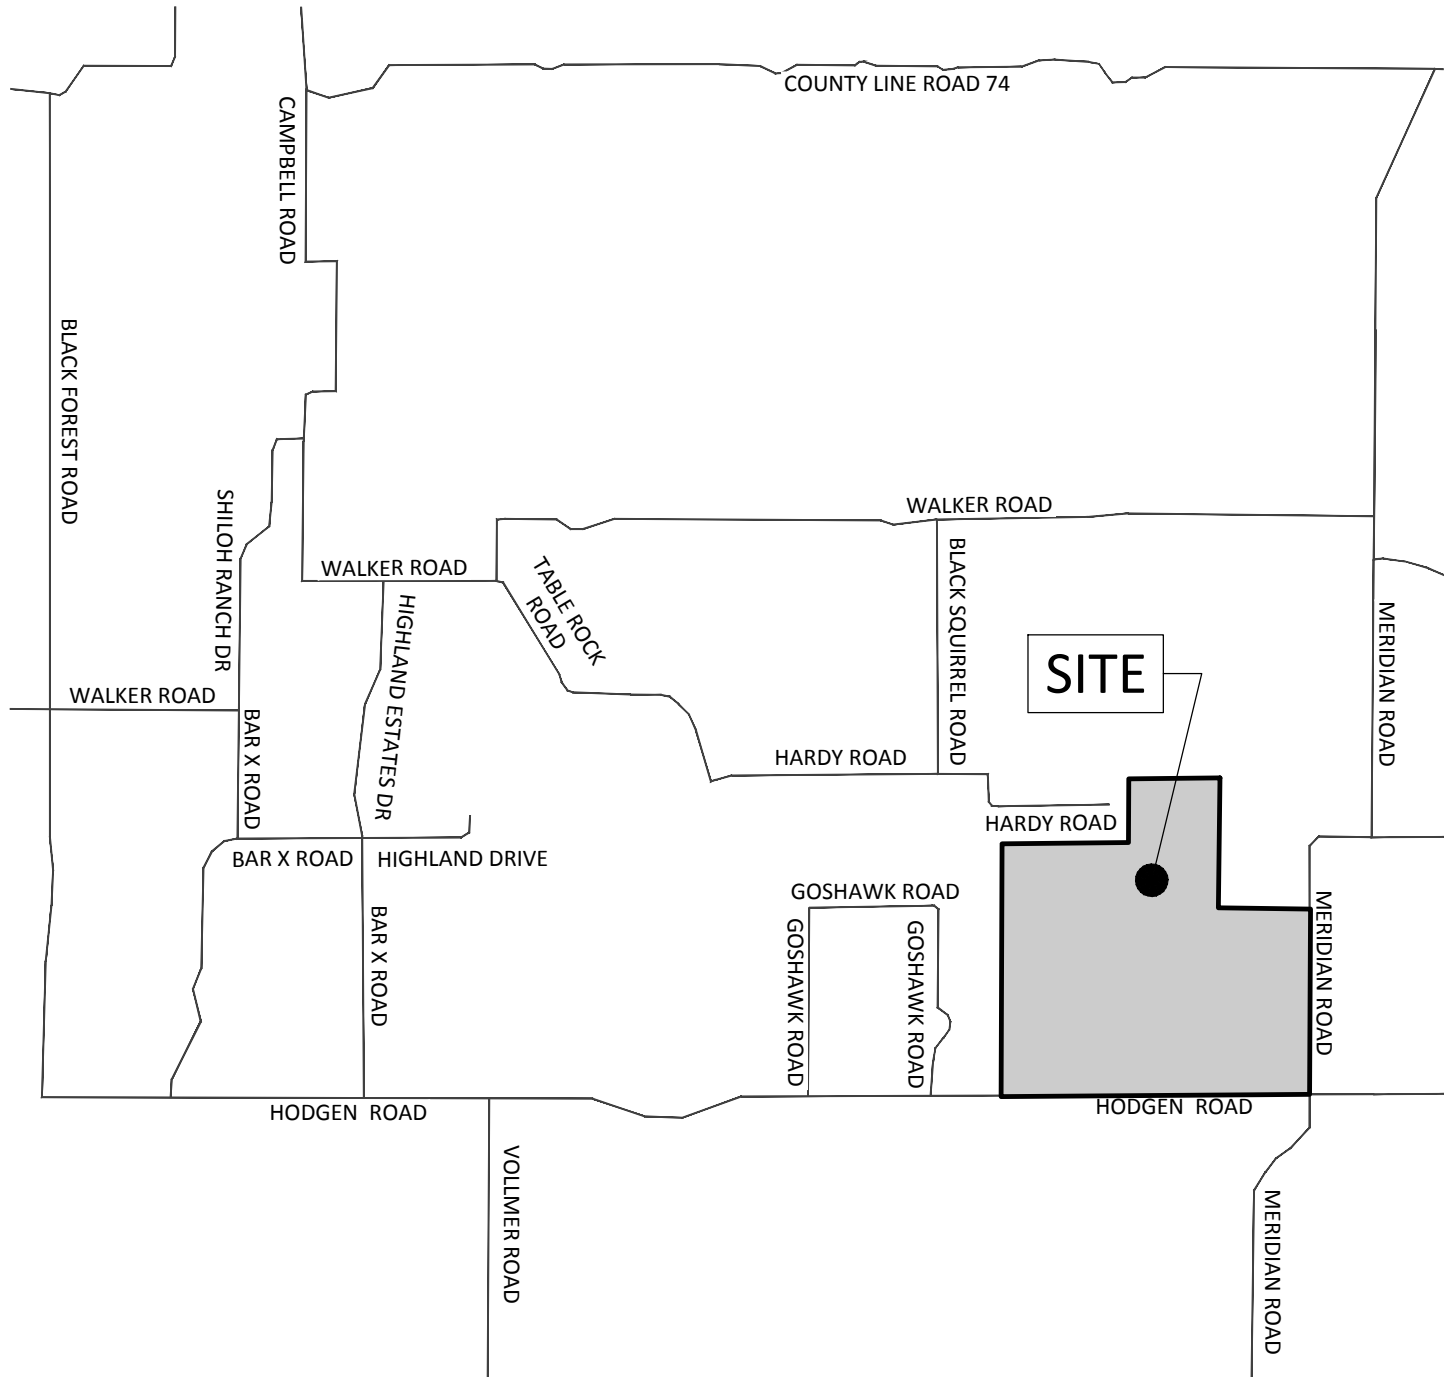 COUNTY LINE ROAD 74
CAMPBELL ROAD
BLACK FOREST ROAD
SHILOH RANCH DR
WALKER ROAD
WALKER ROAD
TABLE ROCK
ROAD
BLACK SQUIRREL ROAD
HIGHLAND ESTATES DR
MERIDIAN ROAD
SITE
WALKER ROAD
BAR X ROAD
HARDY ROAD
HARDY ROAD
BAR X ROAD
HIGHLAND DRIVE
GOSHAWK ROAD
BAR X ROAD
GOSHAWK ROAD
GOSHAWK ROAD
MERIDIAN ROAD
HODGEN  ROAD
HODGEN  ROAD
VOLLMER ROAD
MERIDIAN ROAD